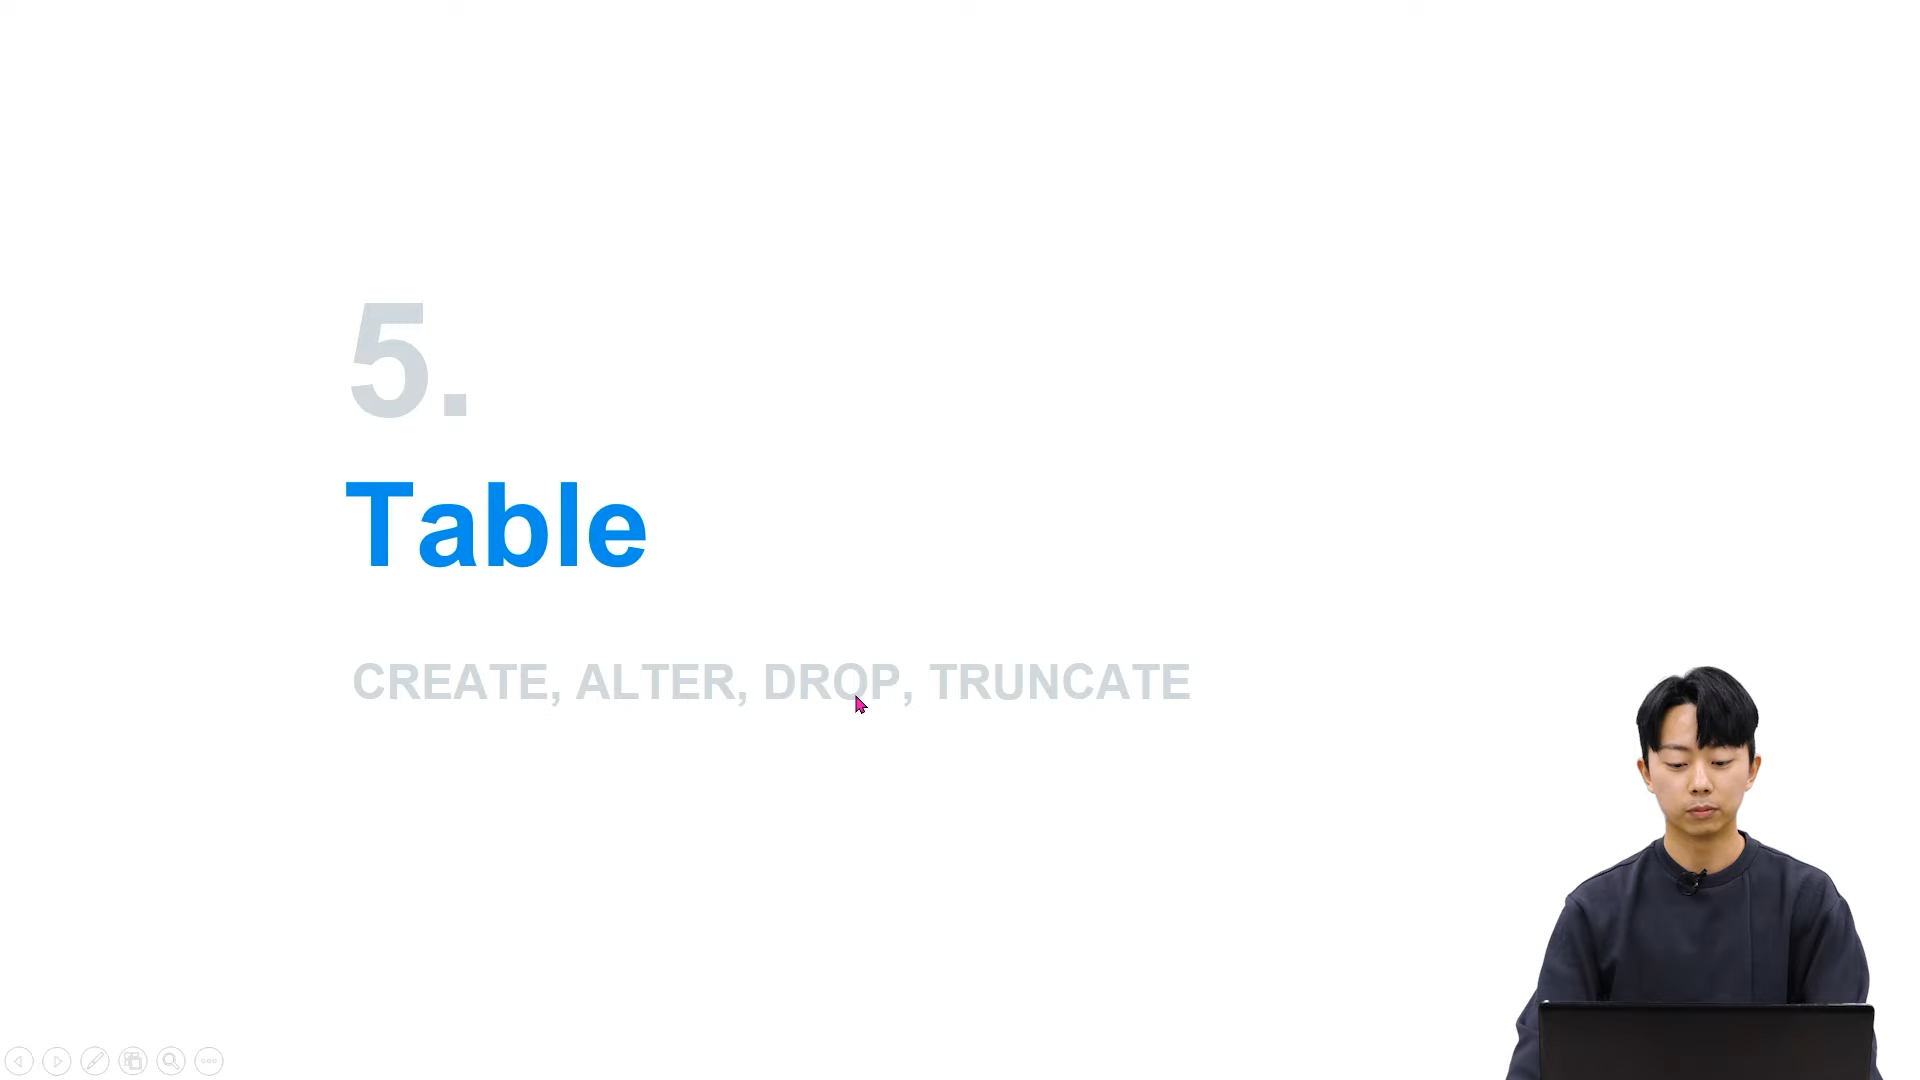 5.
Table
CREATE, ALTER, DROP, TRUNCATE